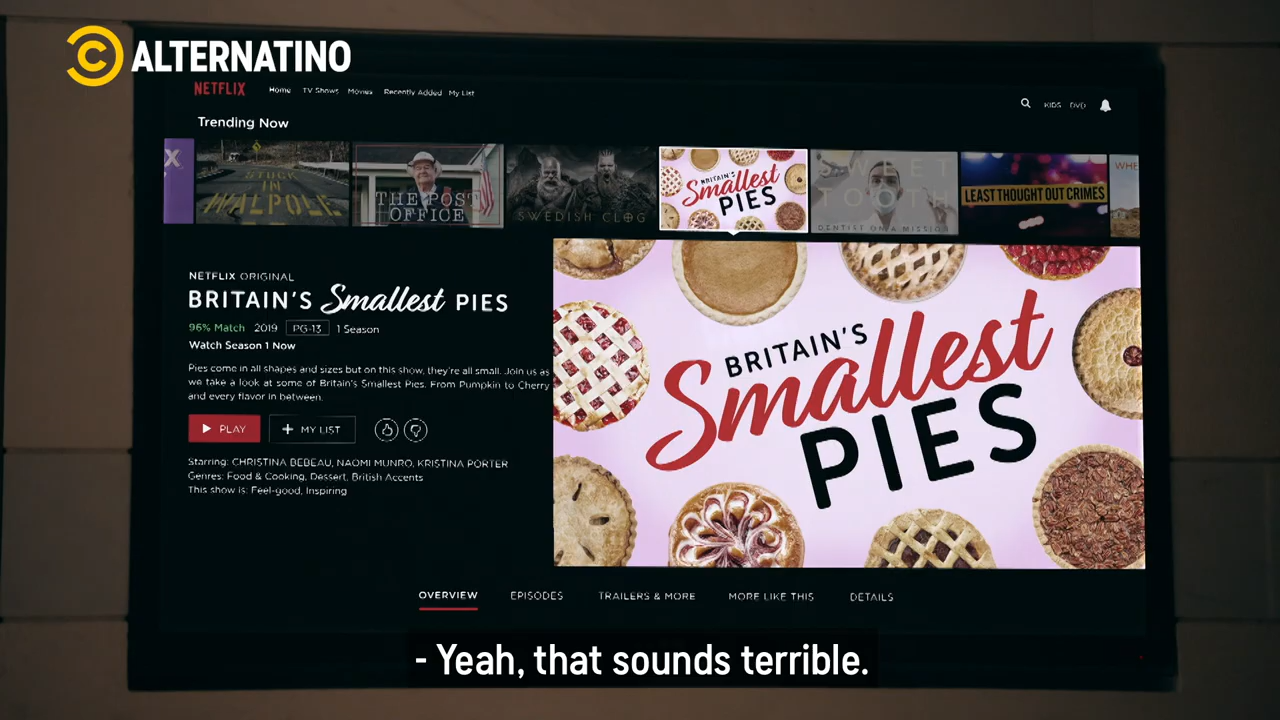 ALTERNATINO
NETFLIX Home TV Shows Movies Recently Added My List KIDS DVD
Trending Now
X
STUCK IN WALPOLE
THE POST OFFICE
SWEDISH CLOG
BRITAIN'S Smallest PIES
SWEET TOOTH
DENTIST ON A MISSION
LEAST THOUGHT OUT CRIMES
WHE
NETFLIX ORIGINAL
BRITAIN'S Smallest PIES
96% Match 2019 PG-13 1 Season
Watch Season 1 Now
Pies come in all shapes and sizes but on this show, they're all small. Join us as
we take a look at some of Britain's Smallest Pies. From Pumpkin to Cherry
and every flavor in between.
PLAY MY LIST
Starring: CHRISTINA BEBEAU, NAOMI MUNRO, KRISTINA PORTER
Genres: Food & Cooking, Dessert, British Accents
This show is: Feel-good, Inspiring
BRITAIN'S
Smallest
PIES
OVERVIEW EPISODES TRAILERS & MORE MORE LIKE THIS DETAILS
- Yeah, that sounds terrible.